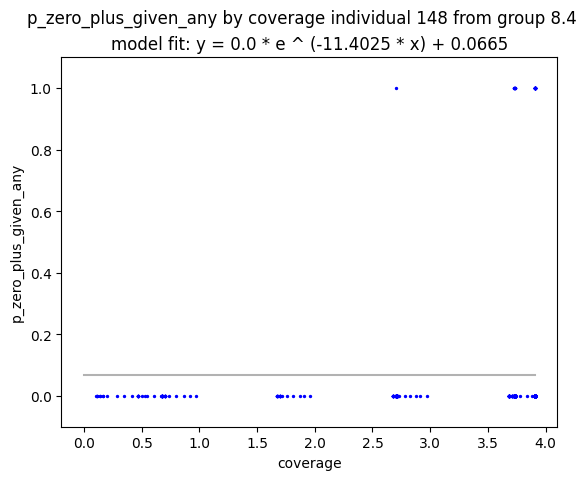 p_zero_plus_given_any by coverage individual 148 from group 8.4
model fit: y = 0.0 * e ^ (-11.4025 * x) + 0.0665
1.0
0.8
0.6
0.4
0.2
0.0
p_zero_plus_given_any
0.0 0.5 1.0 1.5 2.0 2.5 3.0 3.5 4.0
coverage